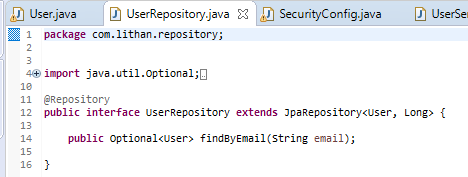 User.java UserRepository.java SecurityConfig.java UserSe
1 package com.lithan.repository;
2
3
4 import java.util.Optional;
10
11 @Repository
12 public interface UserRepository extends JpaRepository<User, Long> {
13
14 public Optional<User> findByEmail(String email);
15
16 }